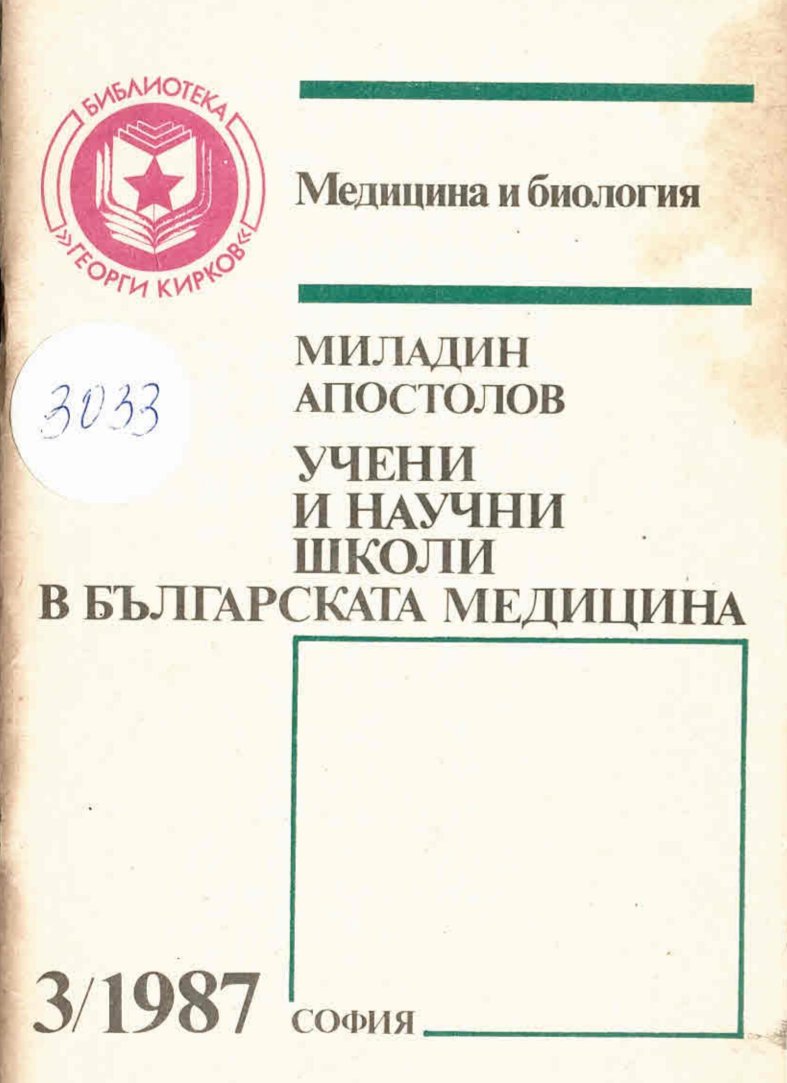 БИБЛИОТЕКА
»ГЕОРГИ КИРКОВ«
Медицина и биология
МИЛАДИН
АПОСТОЛОВ
3033
УЧЕНИ
И НАУЧНИ
ШКОЛИ
В БЪЛГАРСКАТА МЕДИЦИНА
3/1987
СОФИЯ